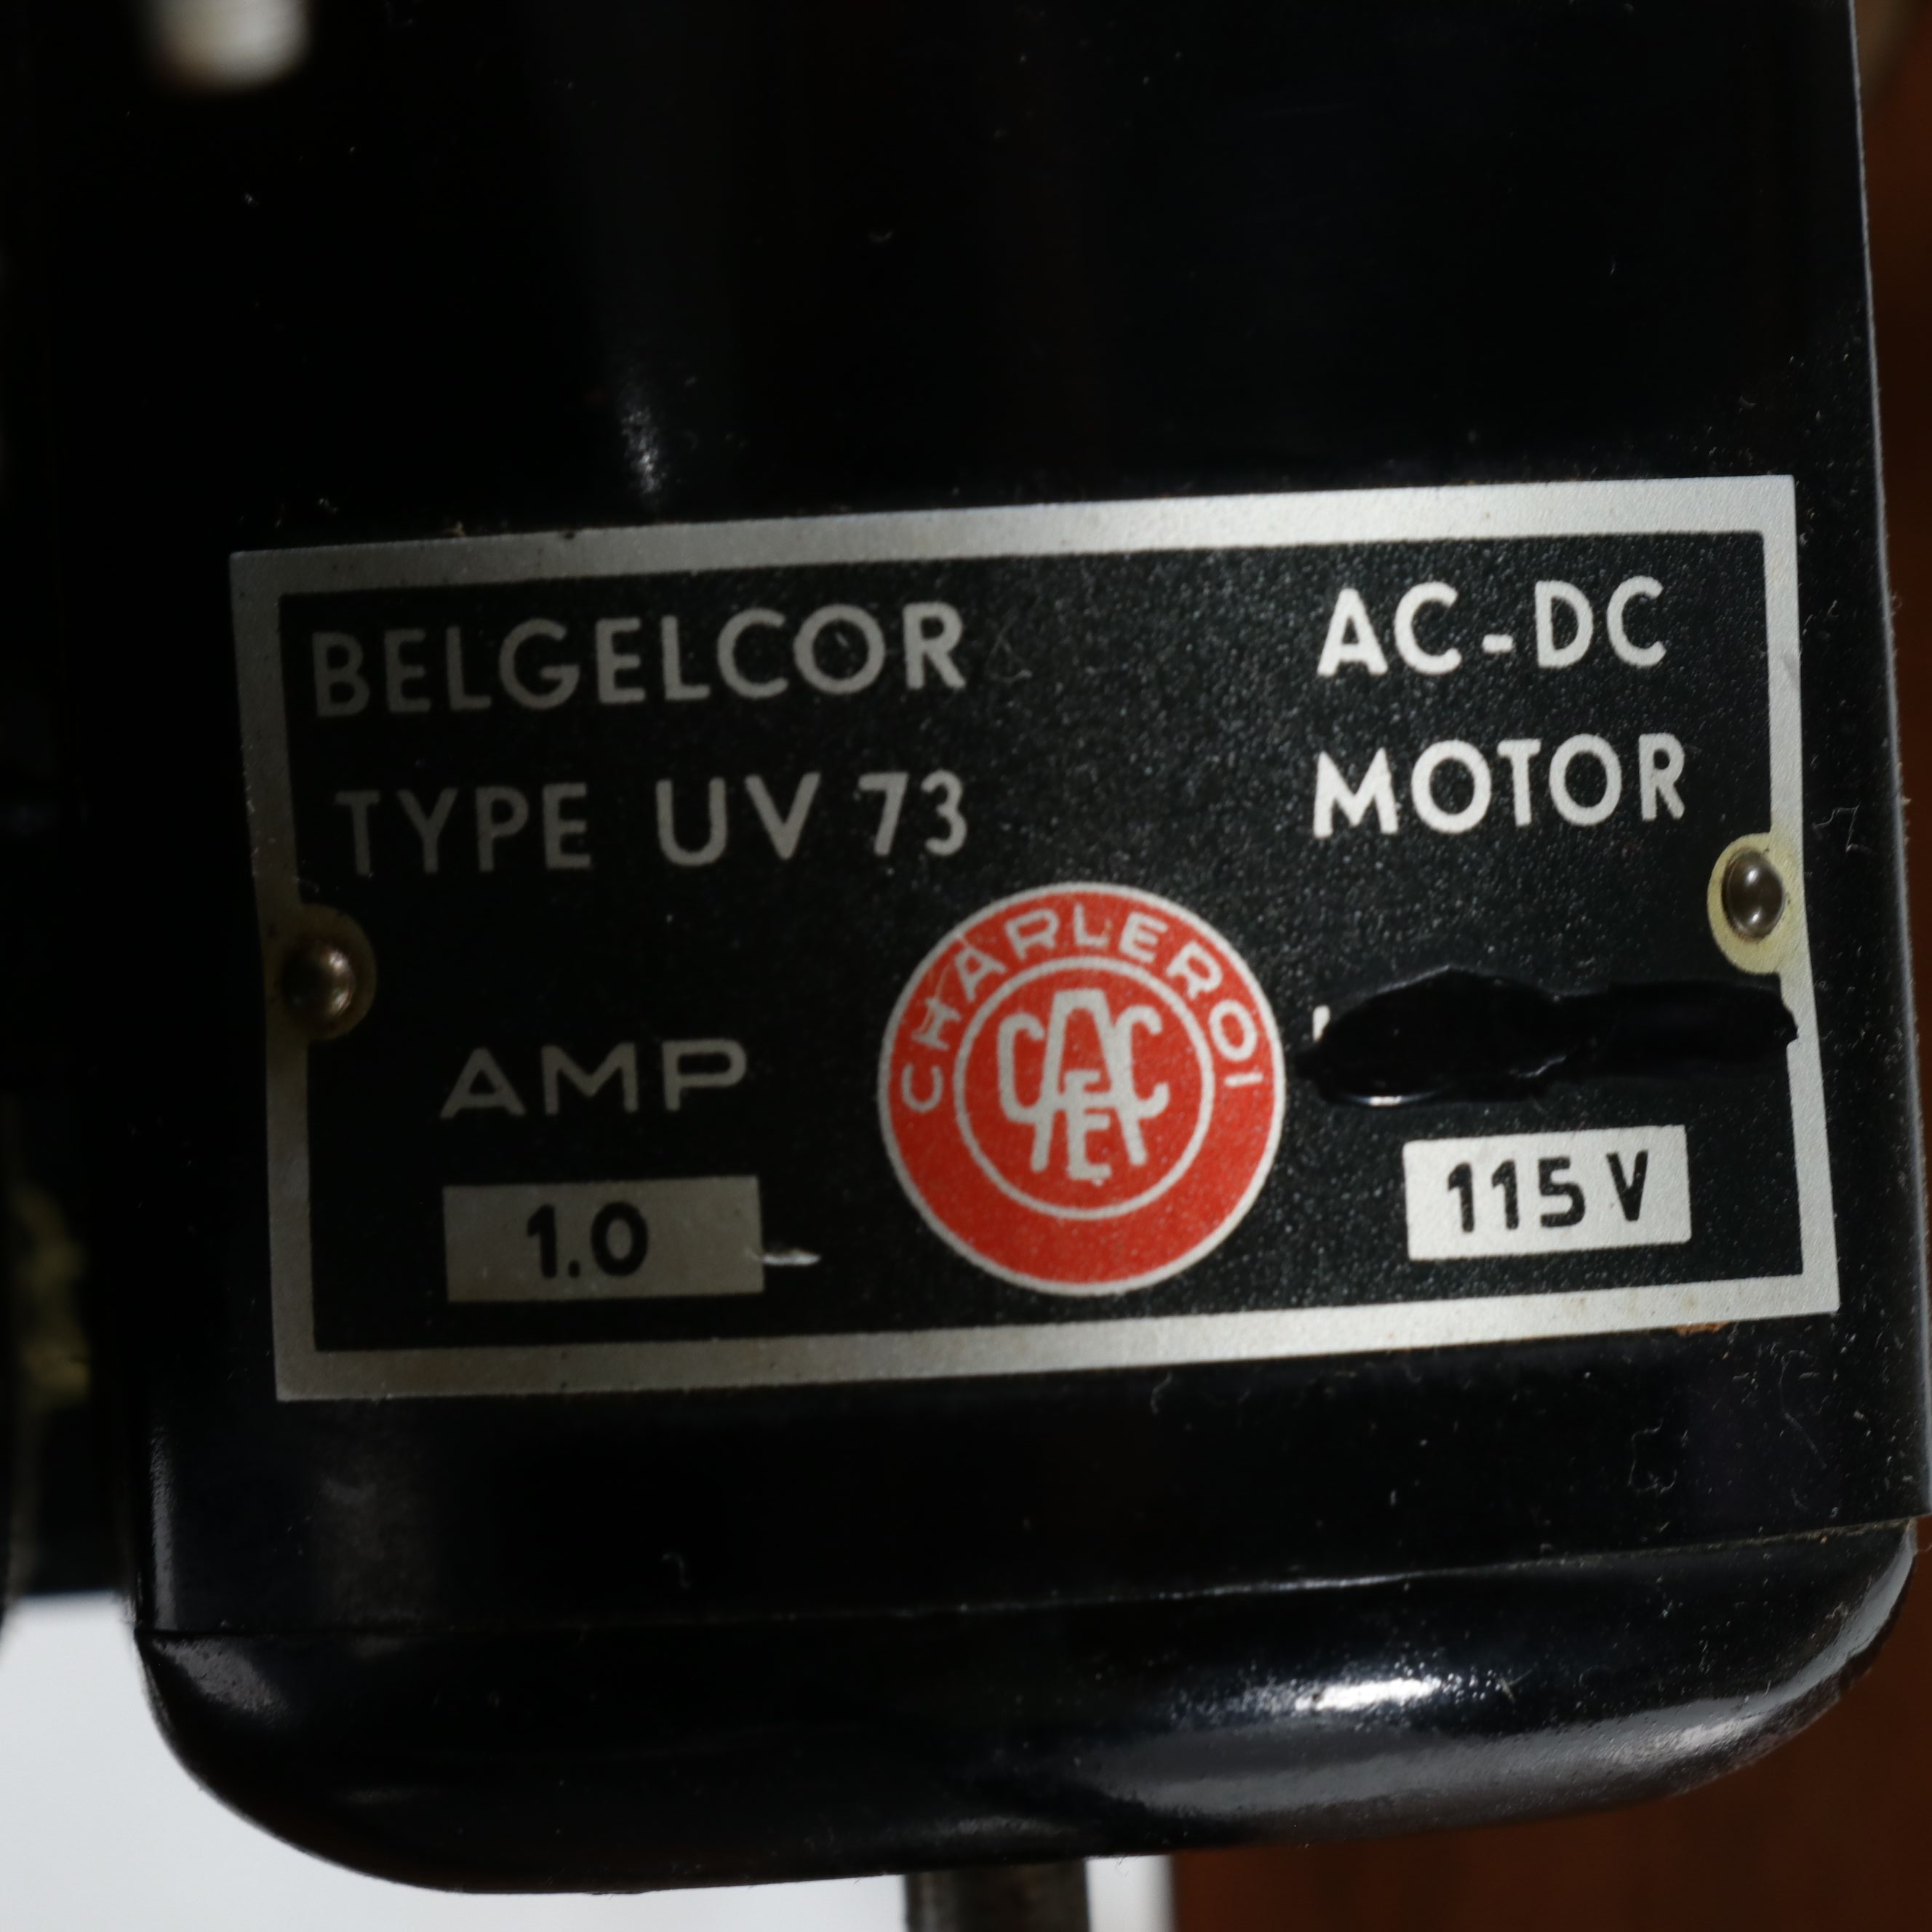 BELGELCOR
TYPE UV 73
AC-DC
MOTOR
AMP
1.0
CHARLEROI
ACEC
115 V